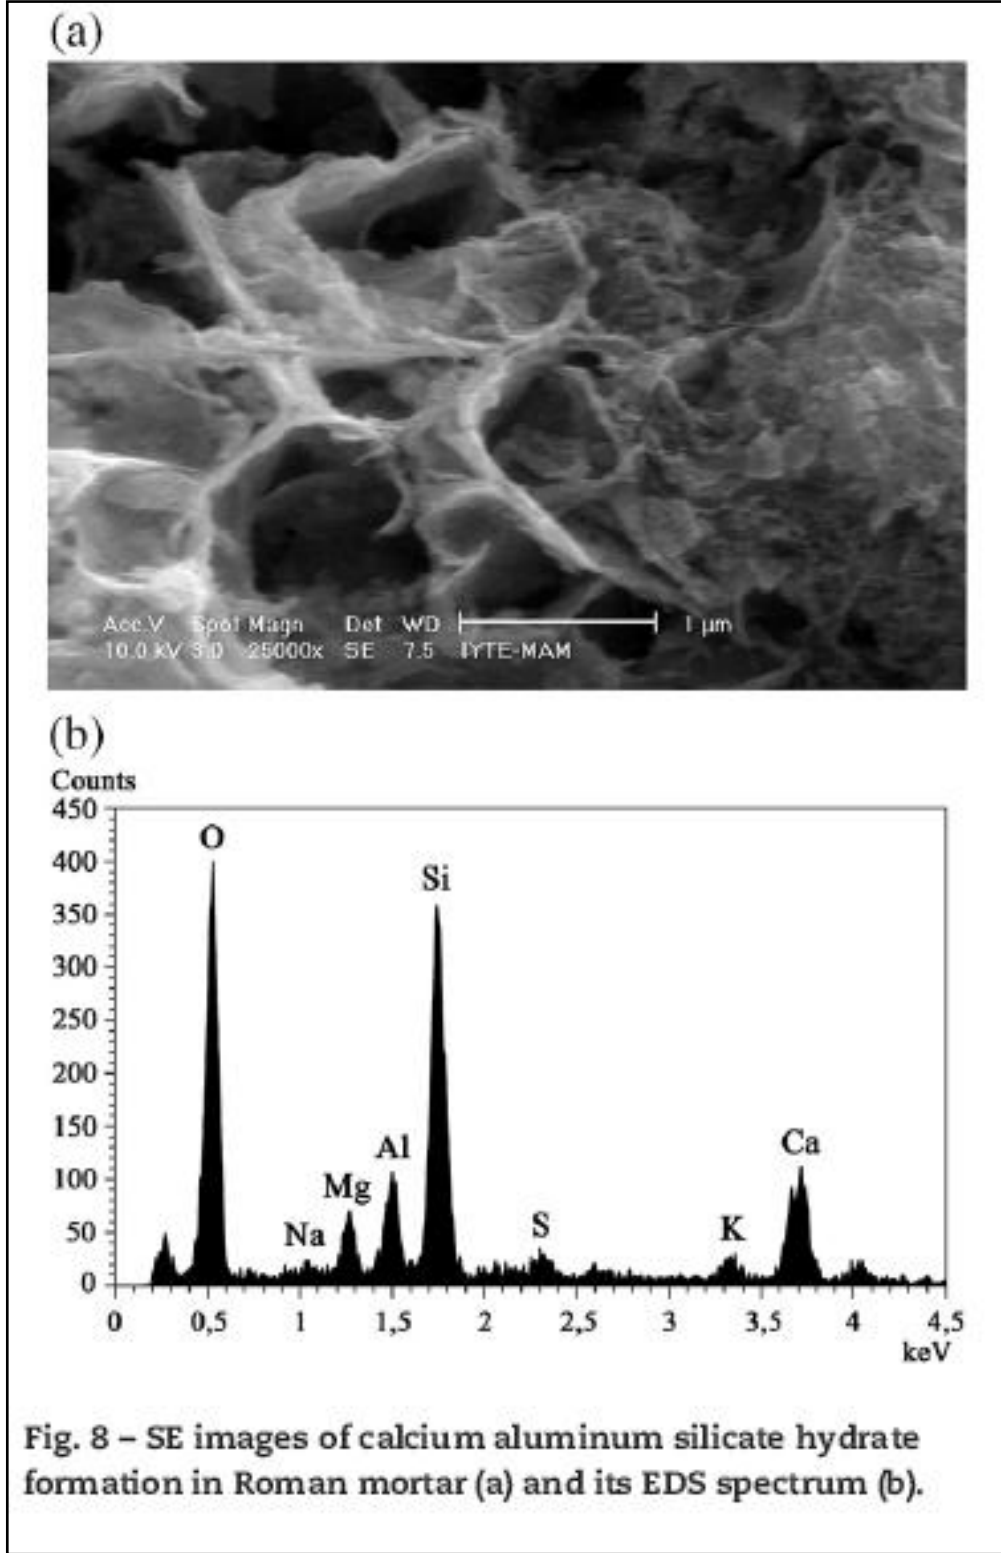 (a)
Acc.V Spot Magn Det WD 1 µm
10.0 kV 3.0 25000x SE 7.5 IYTE-MAM
(b)
Counts
450
O
400
Si
350
300
250
200
150
Al
Ca
100
Mg
50
Na
S
K
0
0 0,5 1 1,5 2 2,5 3 3,5 4 4,5
keV
Fig. 8 – SE images of calcium aluminum silicate hydrate
formation in Roman mortar (a) and its EDS spectrum (b).